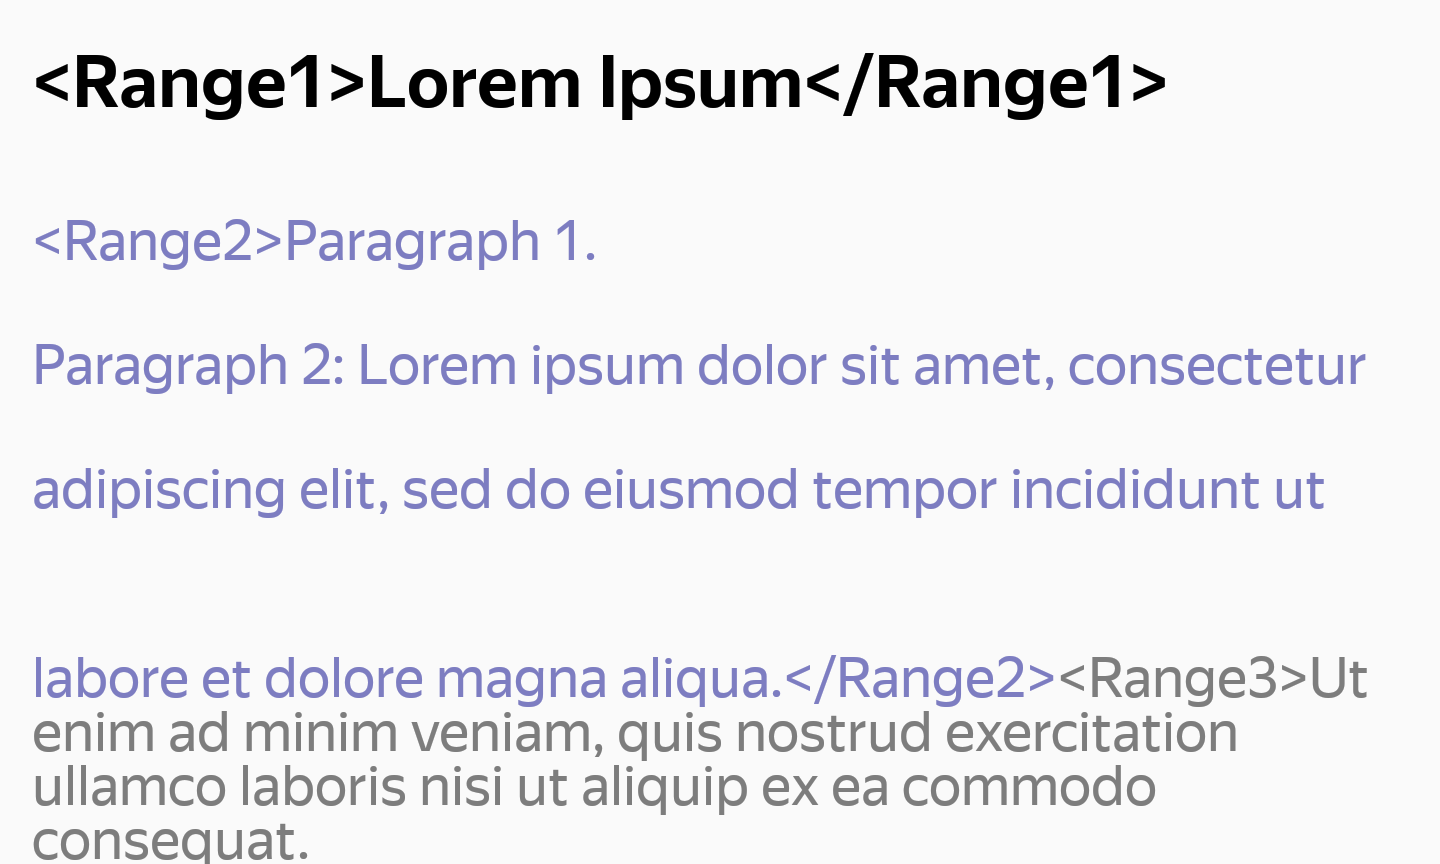 <Range1>Lorem Ipsum</Range1>
<Range2>Paragraph 1.
Paragraph 2: Lorem ipsum dolor sit amet, consectetur
adipiscing elit, sed do eiusmod tempor incididunt ut
labore et dolore magna aliqua.</Range2><Range3>Ut
enim ad minim veniam, quis nostrud exercitation
ullamco laboris nisi ut aliquip ex ea commodo
consequat.